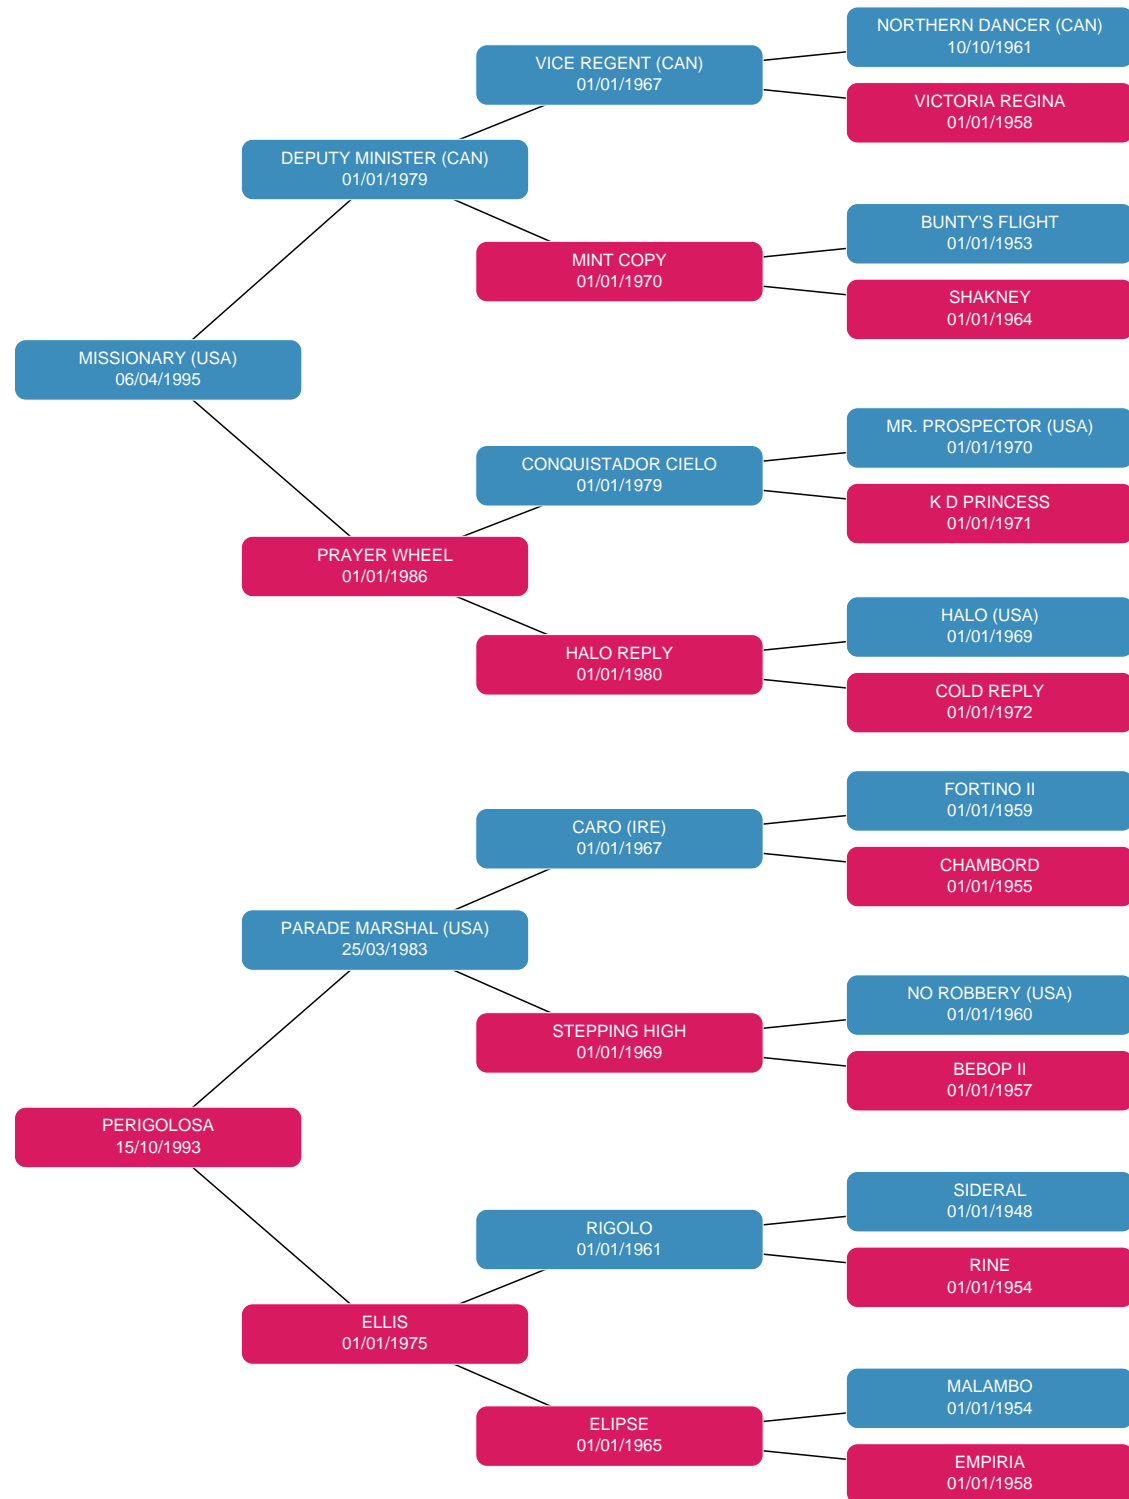 NORTHERN DANCER (CAN)
10/10/1961
VICE REGENT (CAN)
01/01/1967
VICTORIA REGINA
01/01/1958
DEPUTY MINISTER (CAN)
01/01/1979
BUNTY'S FLIGHT
01/01/1953
MINT COPY
01/01/1970
SHAKNEY
01/01/1964
MISSIONARY (USA)
06/04/1995
MR. PROSPECTOR (USA)
01/01/1970
CONQUISTADOR CIELO
01/01/1979
K D PRINCESS
01/01/1971
PRAYER WHEEL
01/01/1986
HALO (USA)
01/01/1969
HALO REPLY
01/01/1980
COLD REPLY
01/01/1972
FORTINO II
01/01/1959
CARO (IRE)
01/01/1967
CHAMBORD
01/01/1955
PARADE MARSHAL (USA)
25/03/1983
NO ROBBERY (USA)
01/01/1960
STEPPING HIGH
01/01/1969
BEBOP II
01/01/1957
PERIGOLOSA
15/10/1993
SIDERAL
01/01/1948
RIGOLO
01/01/1961
RINE
01/01/1954
ELLIS
01/01/1975
MALAMBO
01/01/1954
ELIPSE
01/01/1965
EMPIRIA
01/01/1958